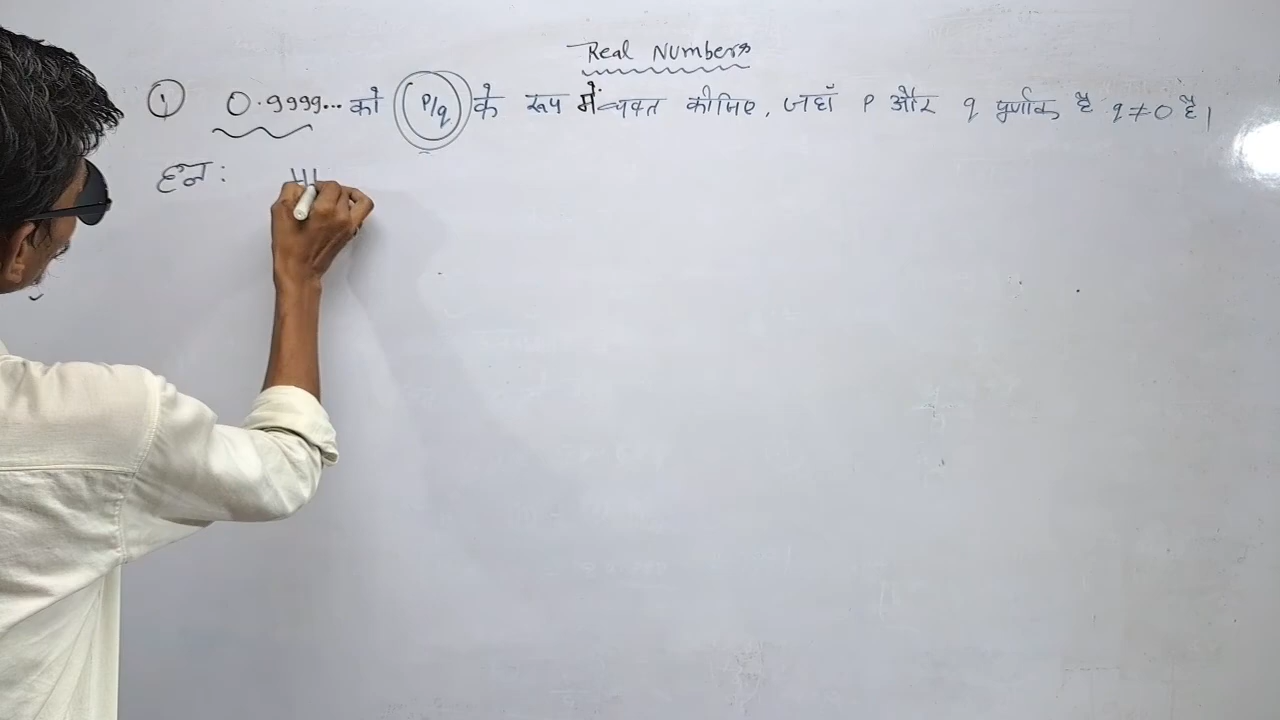 Real Numbers
① 0.9999... को P/q के रूप में व्यक्त कीजिए, जहाँ P और q पूर्णांक है q≠0 है।
हल: